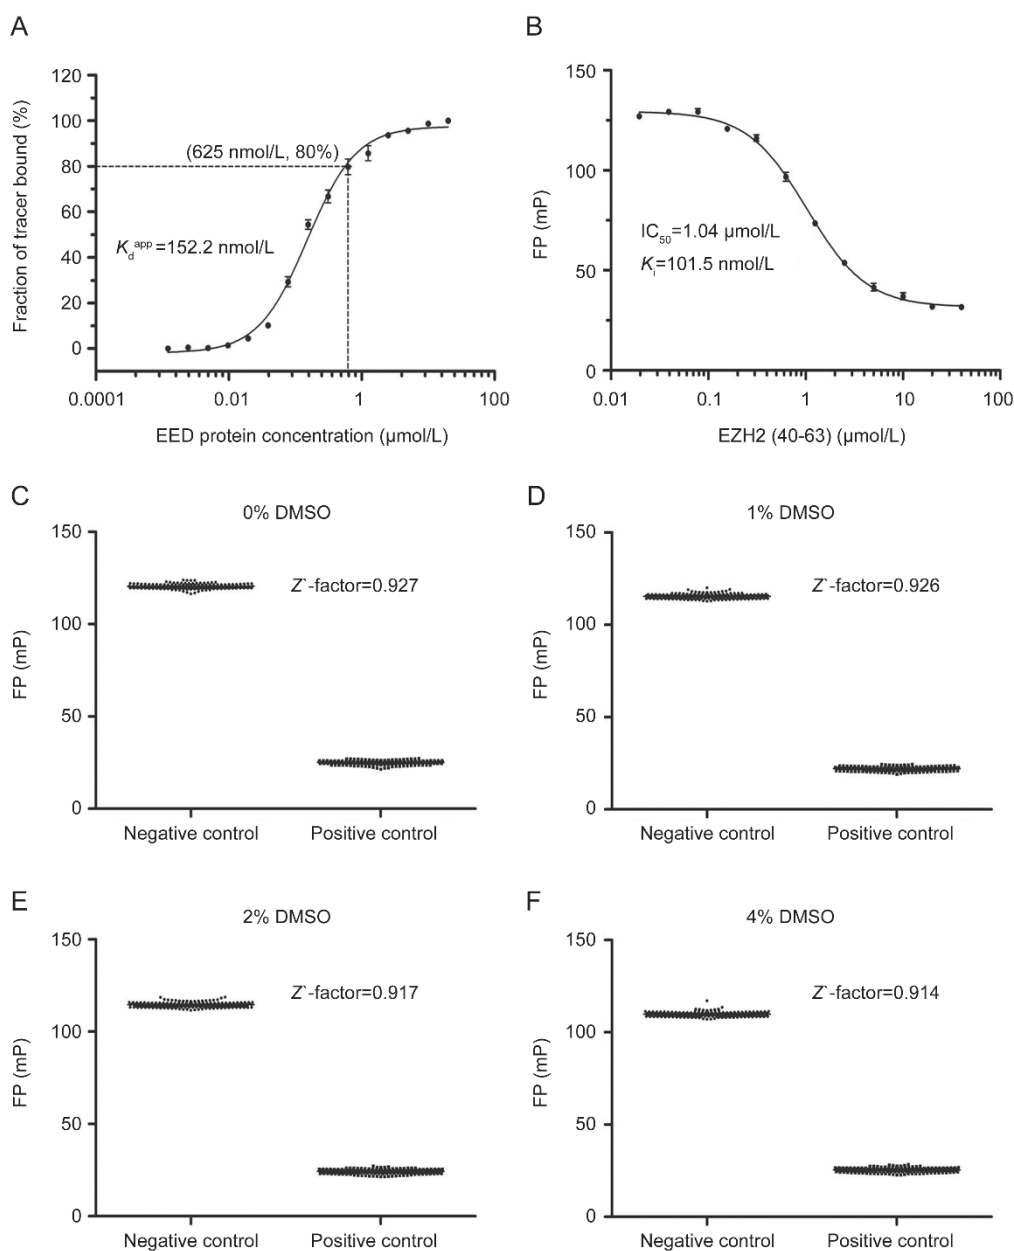 A
120
100
80
60
40
20
0
Fraction of tracer bound (%)
(625 nmol/L, 80%)
K_d^app=152.2 nmol/L
0.0001
0.01
1
100
EED protein concentration (µmol/L)
B
150
100
50
0
FP (mP)
IC₅₀=1.04 µmol/L
K_i=101.5 nmol/L
0.01
0.1
1
10
100
EZH2 (40-63) (µmol/L)
C
0% DMSO
150
100
50
0
FP (mP)
Z`-factor=0.927
Negative control
Positive control
D
1% DMSO
150
100
50
0
FP (mP)
Z`-factor=0.926
Negative control
Positive control
E
2% DMSO
150
100
50
0
FP (mP)
Z`-factor=0.917
Negative control
Positive control
F
4% DMSO
150
100
50
0
FP (mP)
Z`-factor=0.914
Negative control
Positive control